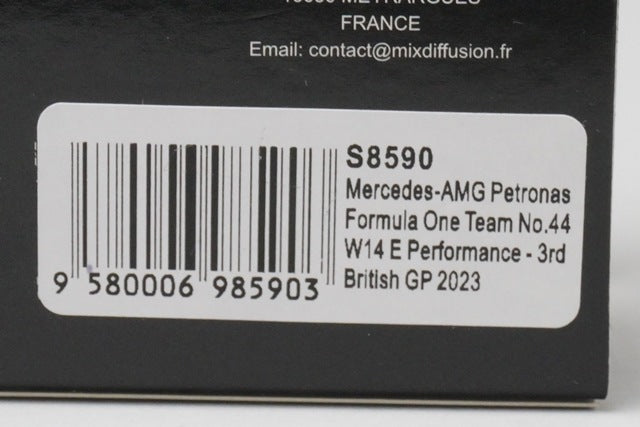 FRANCE
Email: contact@mixdiffusion.fr
S8590
Mercedes-AMG Petronas
Formula One Team No.44
W14 E Performance - 3rd
British GP 2023
9 580006 985903